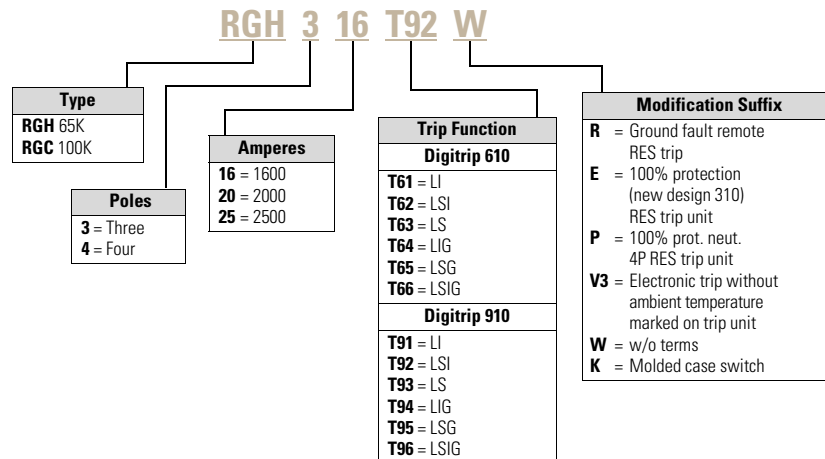 RGH 3 16 T92 W
Type
RGH 65K
RGC 100K
Poles
3 = Three
4 = Four
Amperes
16 = 1600
20 = 2000
25 = 2500
Trip Function
Digitrip 610
T61 = LI
T62 = LSI
T63 = LS
T64 = LIG
T65 = LSG
T66 = LSIG
Digitrip 910
T91 = LI
T92 = LSI
T93 = LS
T94 = LIG
T95 = LSG
T96 = LSIG
Modification Suffix
R = Ground fault remote
RES trip
E = 100% protection
(new design 310)
RES trip unit
P = 100% prot. neut.
4P RES trip unit
V3 = Electronic trip without
ambient temperature
marked on trip unit
W = w/o terms
K = Molded case switch